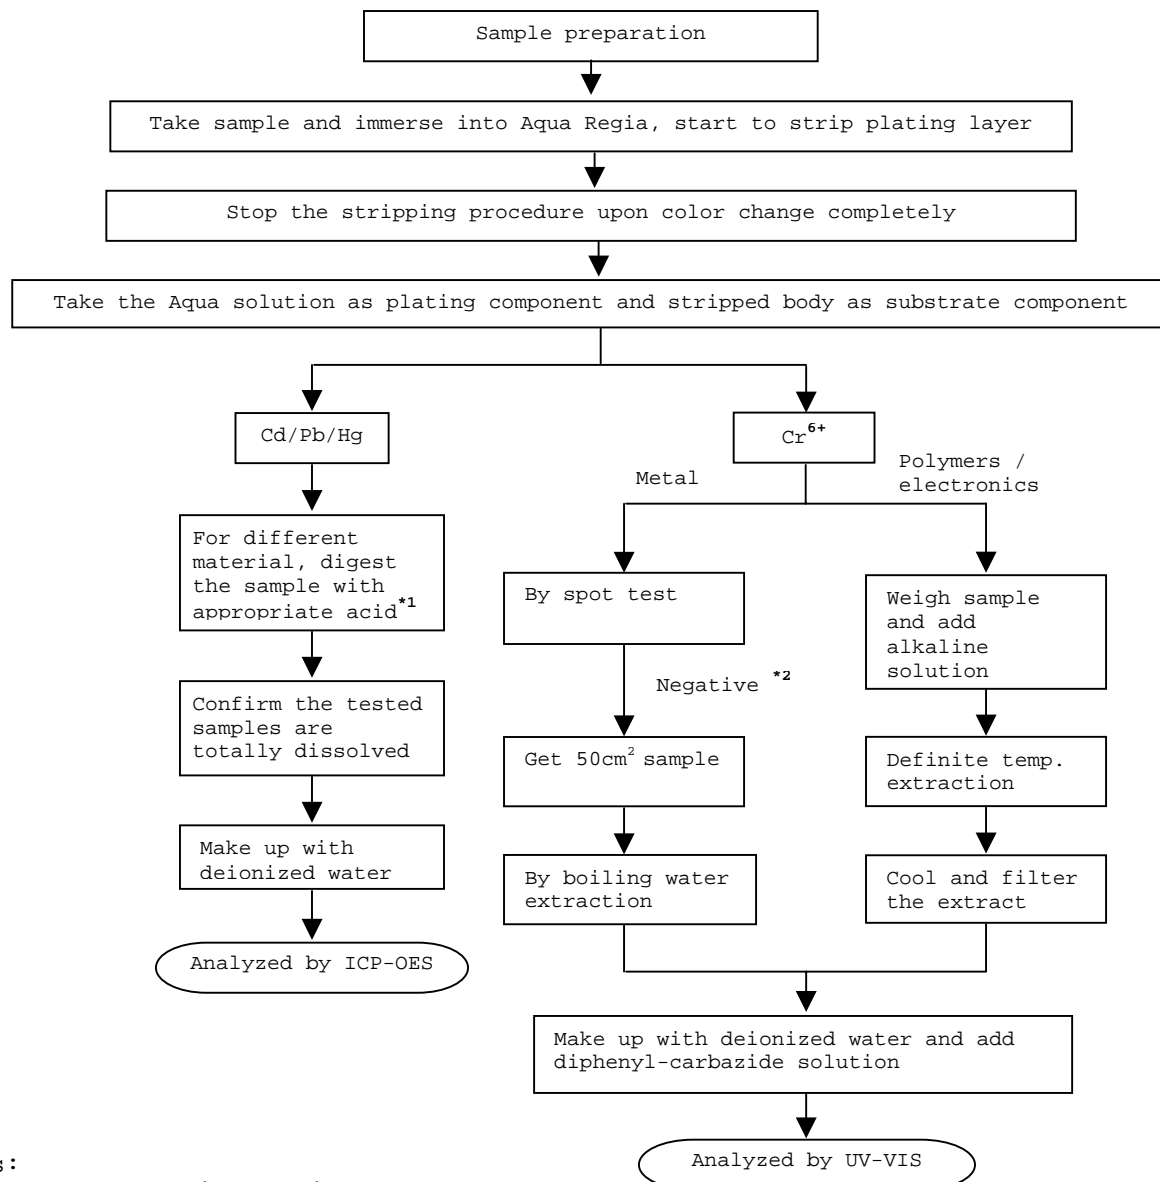 Sample preparation
Take sample and immerse into Aqua Regia, start to strip plating layer
Stop the stripping procedure upon color change completely
Take the Aqua solution as plating component and stripped body as substrate component
Cd/Pb/Hg
Cr6+
Metal
Polymers /
electronics
For different
material, digest
the sample with
appropriate acid*1
By spot test
Weigh sample
and add
alkaline
solution
Negative *2
Confirm the tested
samples are
totally dissolved
Get 50cm2 sample
Definite temp.
extraction
Make up with
deionized water
By boiling water
extraction
Cool and filter
the extract
Analyzed by ICP-OES
Make up with deionized water and add
diphenyl-carbazide solution
Analyzed by UV-VIS